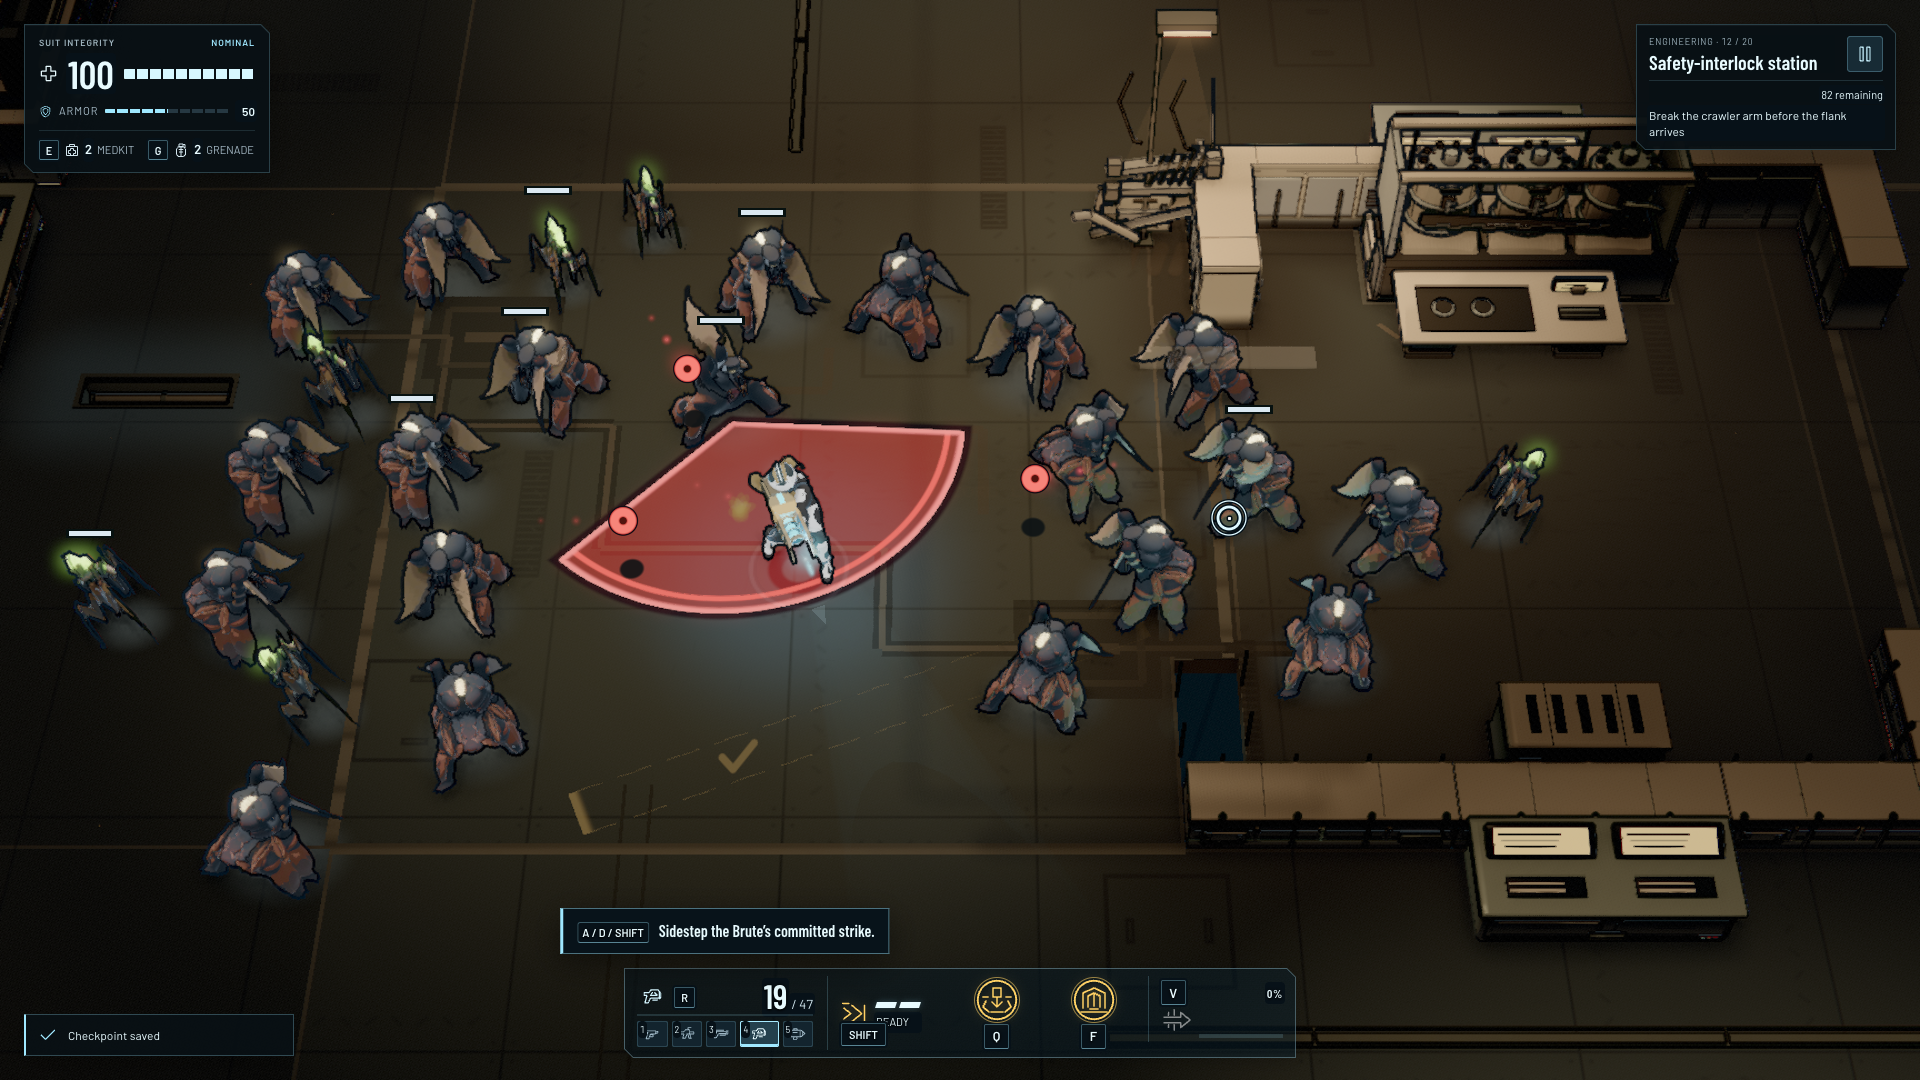 SUIT INTEGRITY NOMINAL
100
ARMOR 50
E 2 MEDKIT G 2 GRENADE
ENGINEERING · 12 / 20
Safety-interlock station
82 remaining
Break the crawler arm before the flank
arrives
A / D / SHIFT Sidestep the Brute's committed strike.
R 19 / 47
1 2 3 4 5
READY
SHIFT
Q
F
V 0%
Checkpoint saved